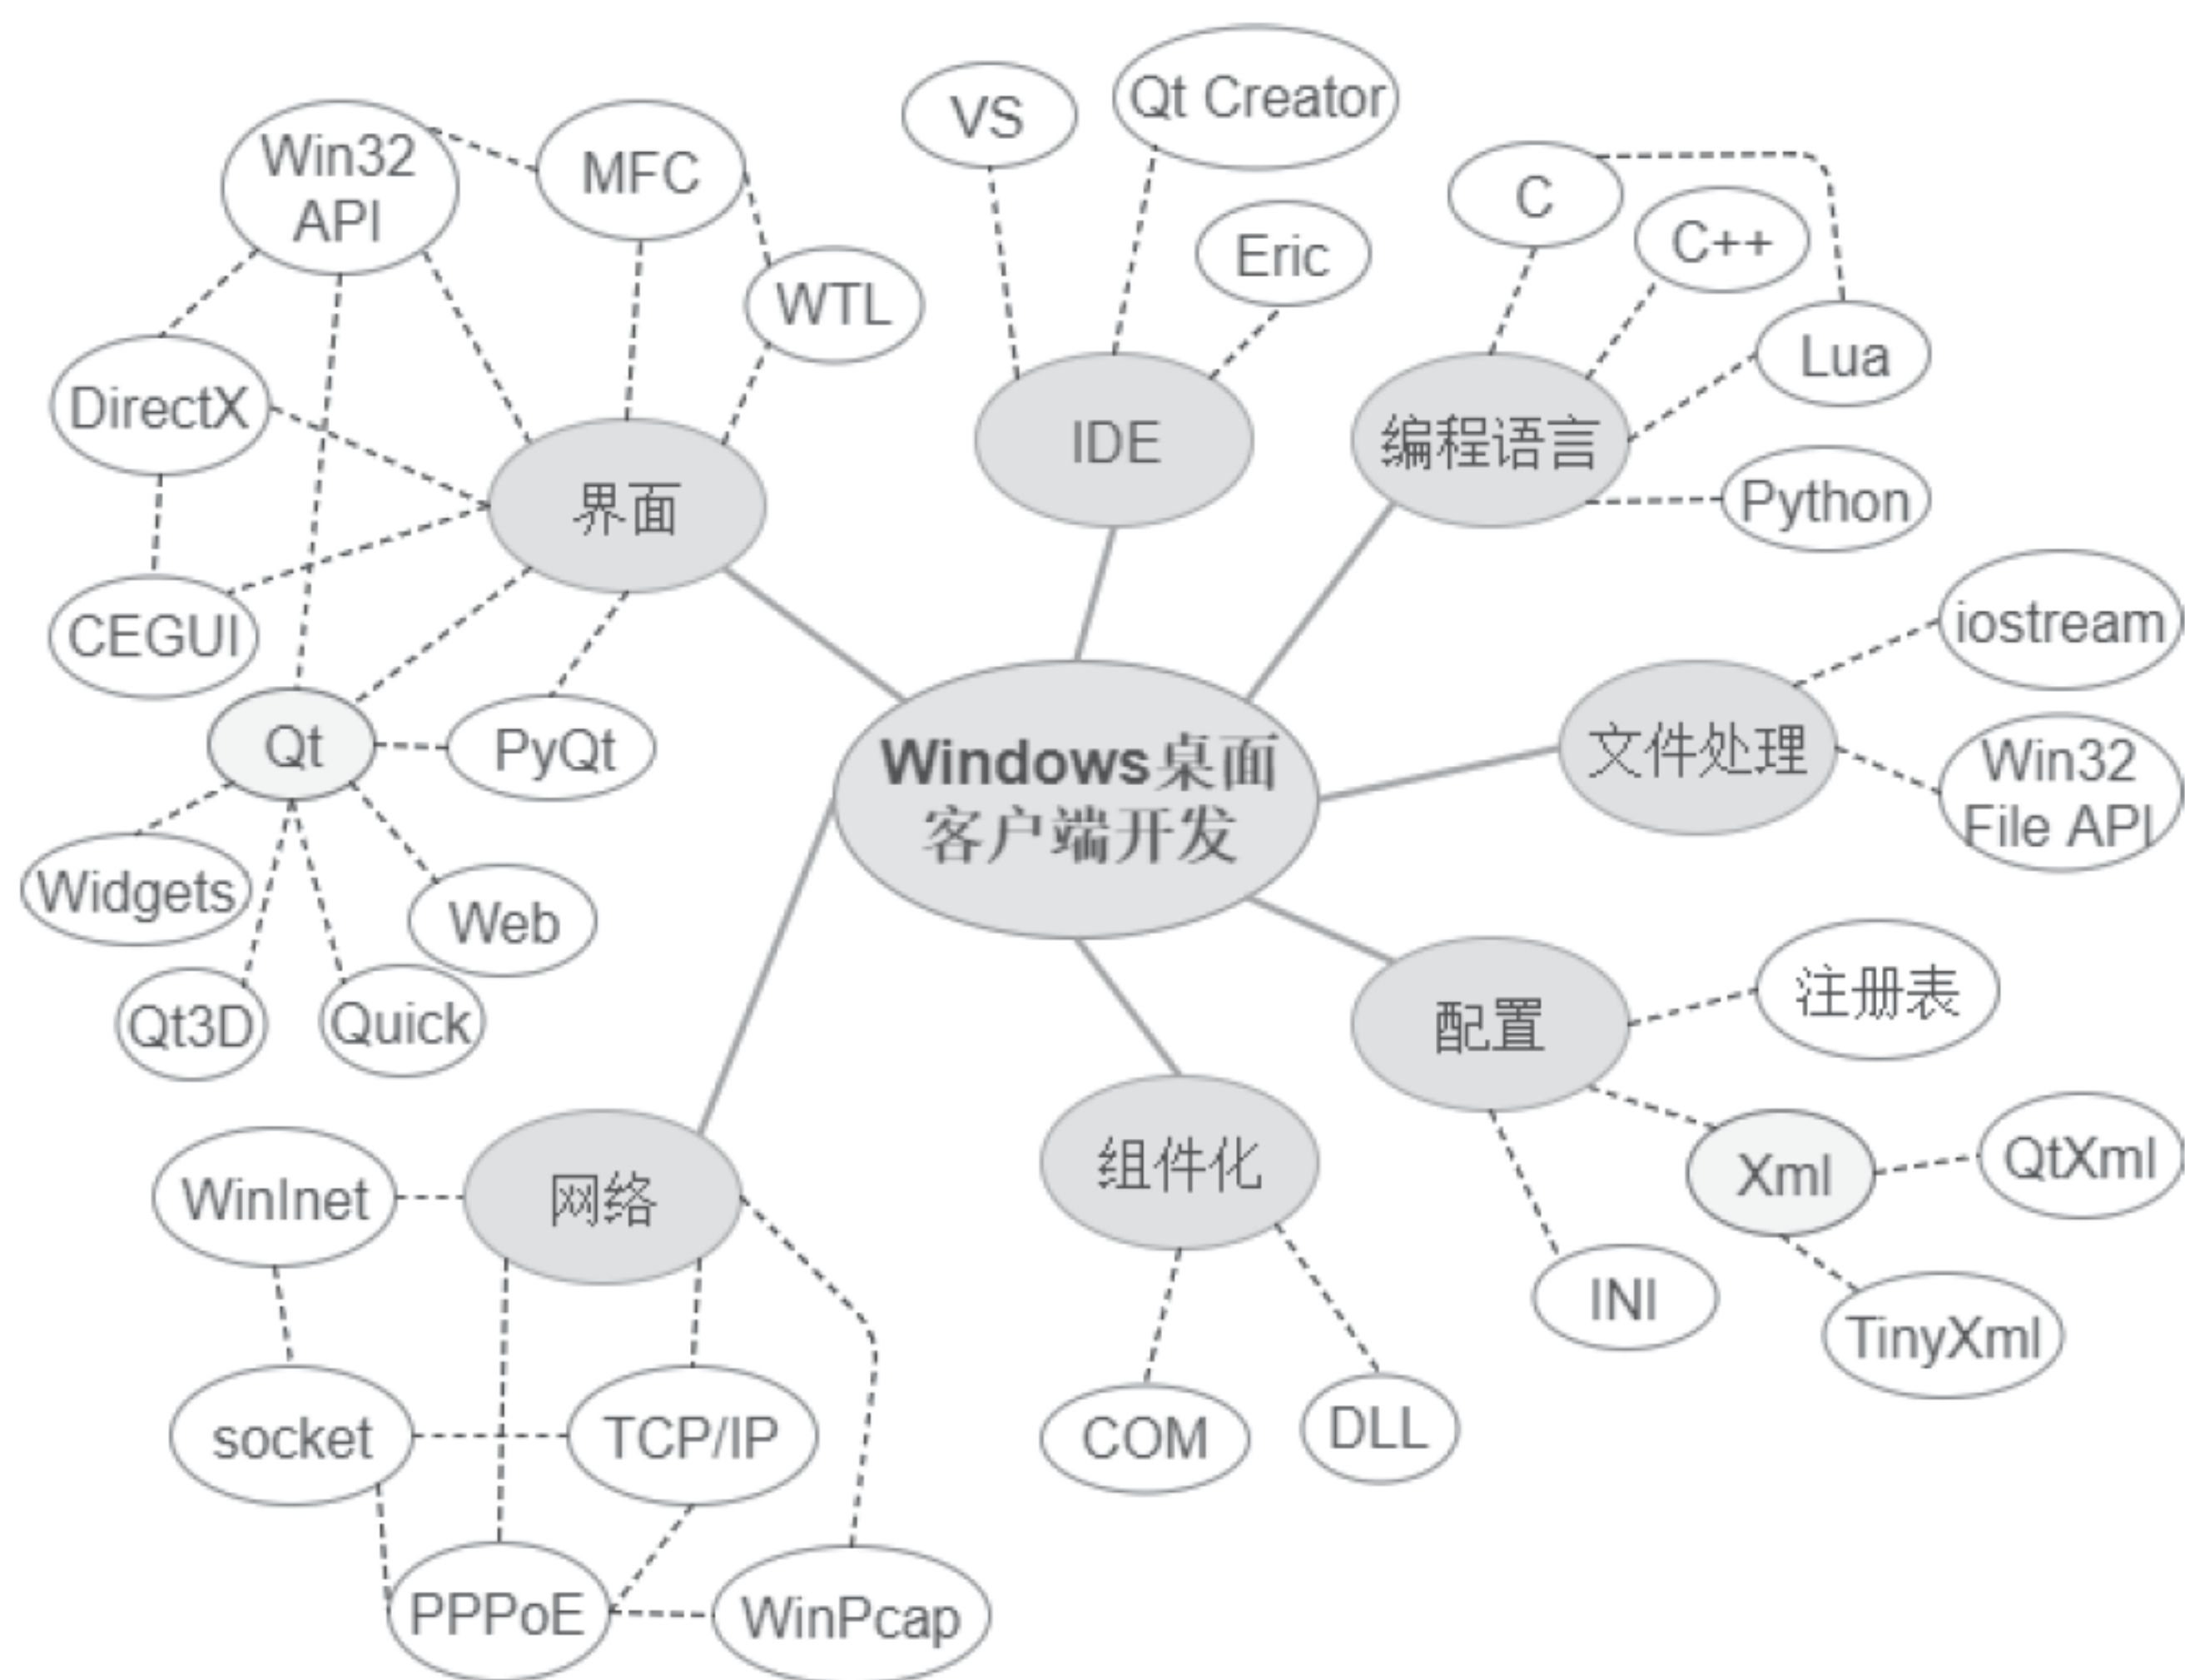 Qt Creator
VS
Win32
API
MFC
C
C++
Eric
WTL
Lua
DirectX
IDE
编程语言
界面
Python
iostream
CEGUI
Qt
PyQt
Windows桌面
客户端开发
文件处理
Win32
File API
Widgets
Web
Qt3D
Quick
注册表
配置
组件化
Xml
QtXml
WinInet
网络
INI
TinyXml
socket
TCP/IP
COM
DLL
PPPoE
WinPcap